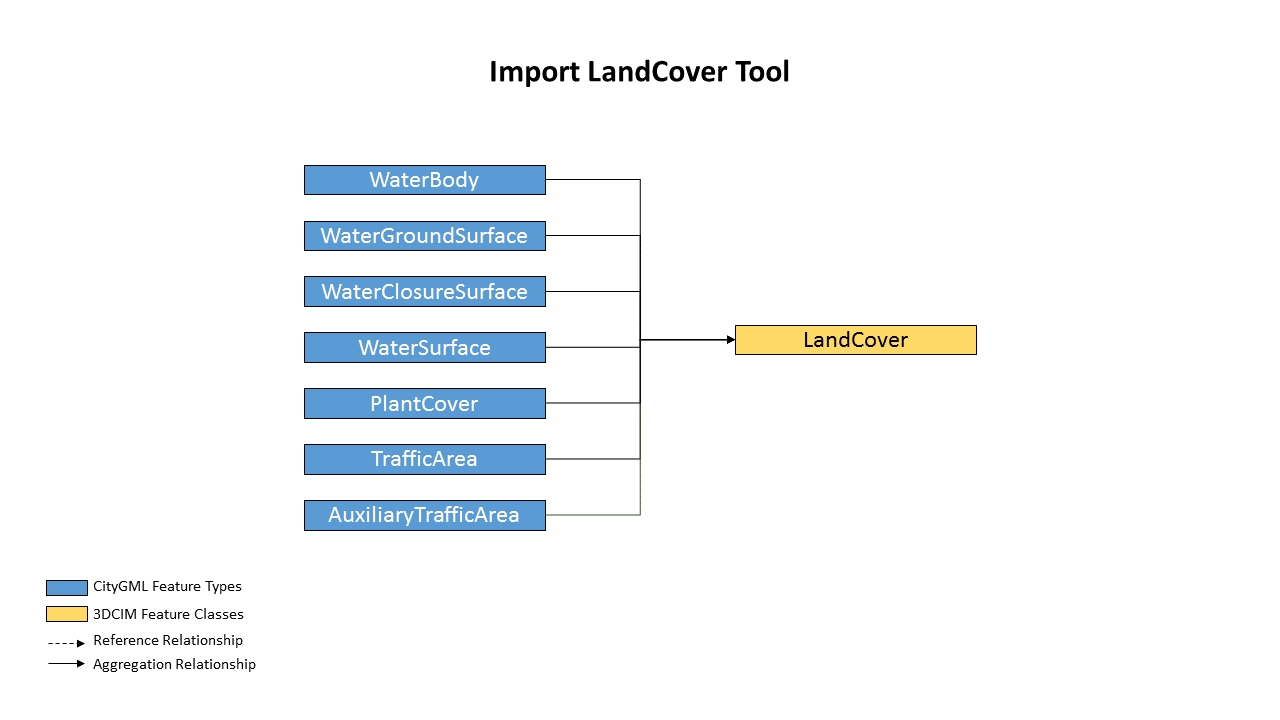 Import LandCover Tool
WaterBody
WaterGroundSurface
WaterClosureSurface
WaterSurface
PlantCover
TrafficArea
AuxiliaryTrafficArea
LandCover
CityGML Feature Types
3DCIM Feature Classes
Reference Relationship
Aggregation Relationship